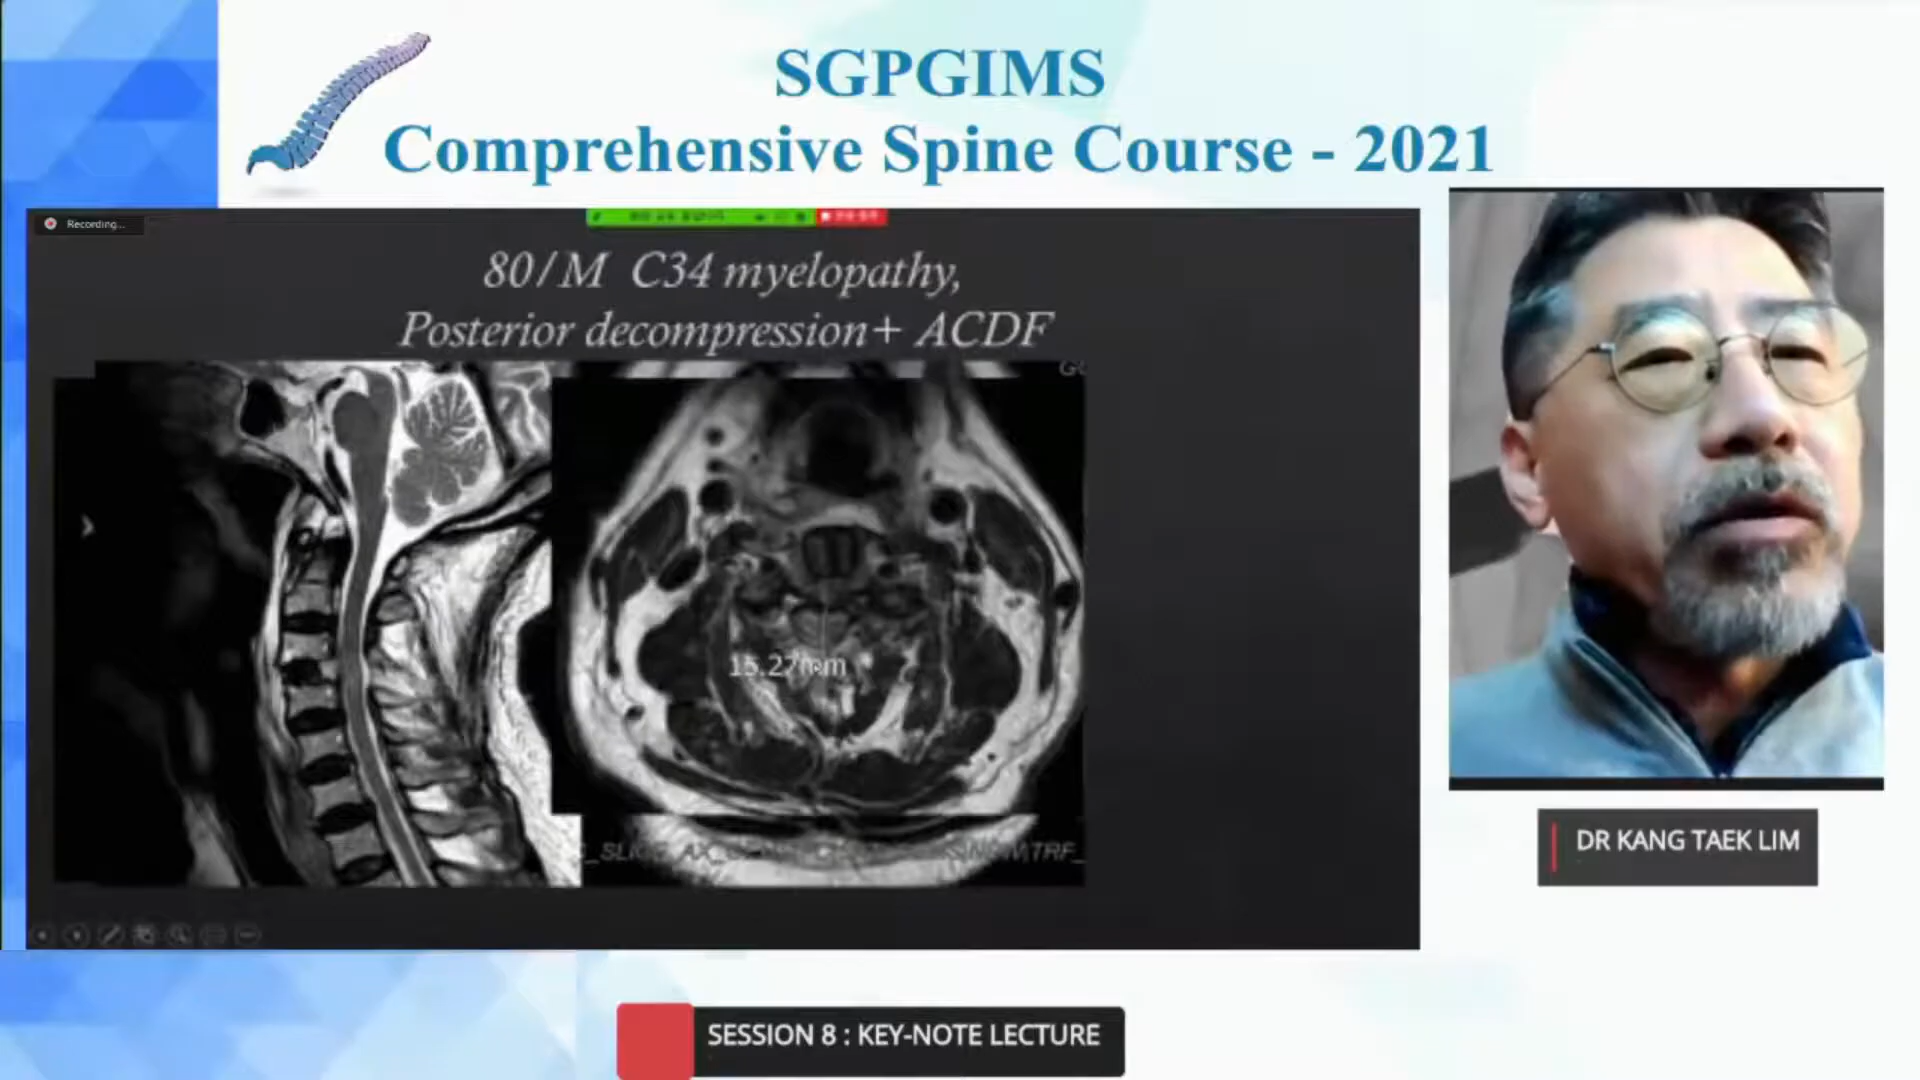 SGPGIMS
Comprehensive Spine Course - 2021
Recording...
80/M C34 myelopathy,
Posterior decompression+ ACDF
15.27mm
DR KANG TAEK LIM
SESSION 8 : KEY-NOTE LECTURE